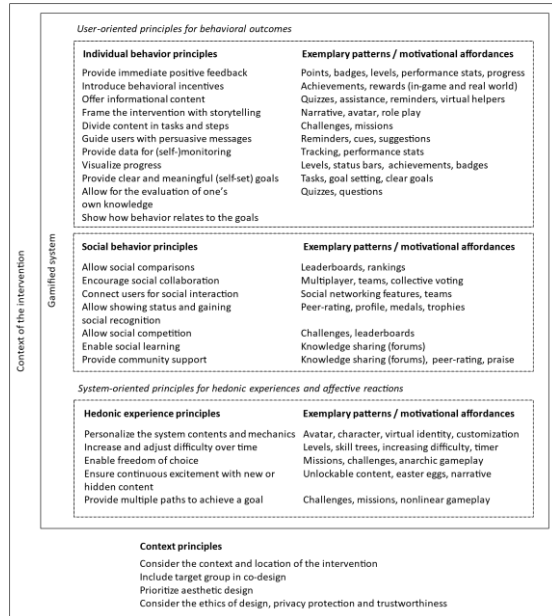 Context of the intervention
Gamified system
User-oriented principles for behavioral outcomes
Individual behavior principles Exemplary patterns / motivational affordances
Provide immediate positive feedback Points, badges, levels, performance stats, progress
Introduce behavioral incentives Achievements, rewards (in-game and real world)
Offer informational content Quizzes, assistance, reminders, virtual helpers
Frame the intervention with storytelling Narrative, avatar, role play
Divide content in tasks and steps Challenges, missions
Guide users with persuasive messages Reminders, cues, suggestions
Provide data for (self-)monitoring Tracking, performance stats
Visualize progress Levels, status bars, achievements, badges
Provide clear and meaningful (self-set) goals Tasks, goal setting, clear goals
Allow for the evaluation of one's Quizzes, questions
own knowledge
Show how behavior relates to the goals
Social behavior principles Exemplary patterns / motivational affordances
Allow social comparisons Leaderboards, rankings
Encourage social collaboration Multiplayer, teams, collective voting
Connect users for social interaction Social networking features, teams
Allow showing status and gaining Peer-rating, profile, medals, trophies
social recognition
Allow social competition Challenges, leaderboards
Enable social learning Knowledge sharing (forums)
Provide community support Knowledge sharing (forums), peer-rating, praise
System-oriented principles for hedonic experiences and affective reactions
Hedonic experience principles Exemplary patterns / motivational affordances
Personalize the system contents and mechanics Avatar, character, virtual identity, customization
Increase and adjust difficulty over time Levels, skill trees, increasing difficulty, timer
Enable freedom of choice Missions, challenges, anarchic gameplay
Ensure continuous excitement with new or Unlockable content, easter eggs, narrative
hidden content
Provide multiple paths to achieve a goal Challenges, missions, nonlinear gameplay
Context principles
Consider the context and location of the intervention
Include target group in co-design
Prioritize aesthetic design
Consider the ethics of design, privacy protection and trustworthiness